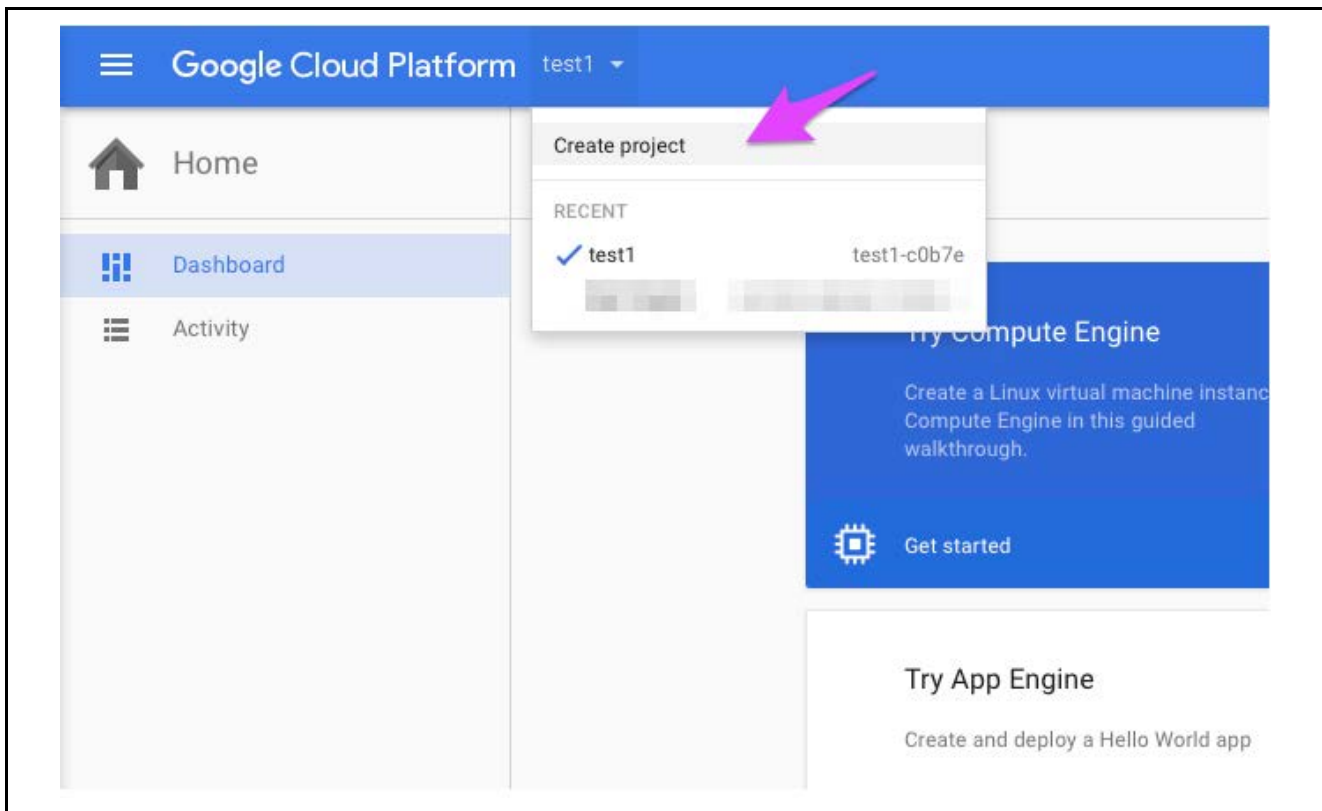 Google Cloud Platform test1
Home
Create project
RECENT
test1 test1-c0b7e
Dashboard
Activity
Try Compute Engine
Create a Linux virtual machine instanc
Compute Engine in this guided
walkthrough.
Get started
Try App Engine
Create and deploy a Hello World app